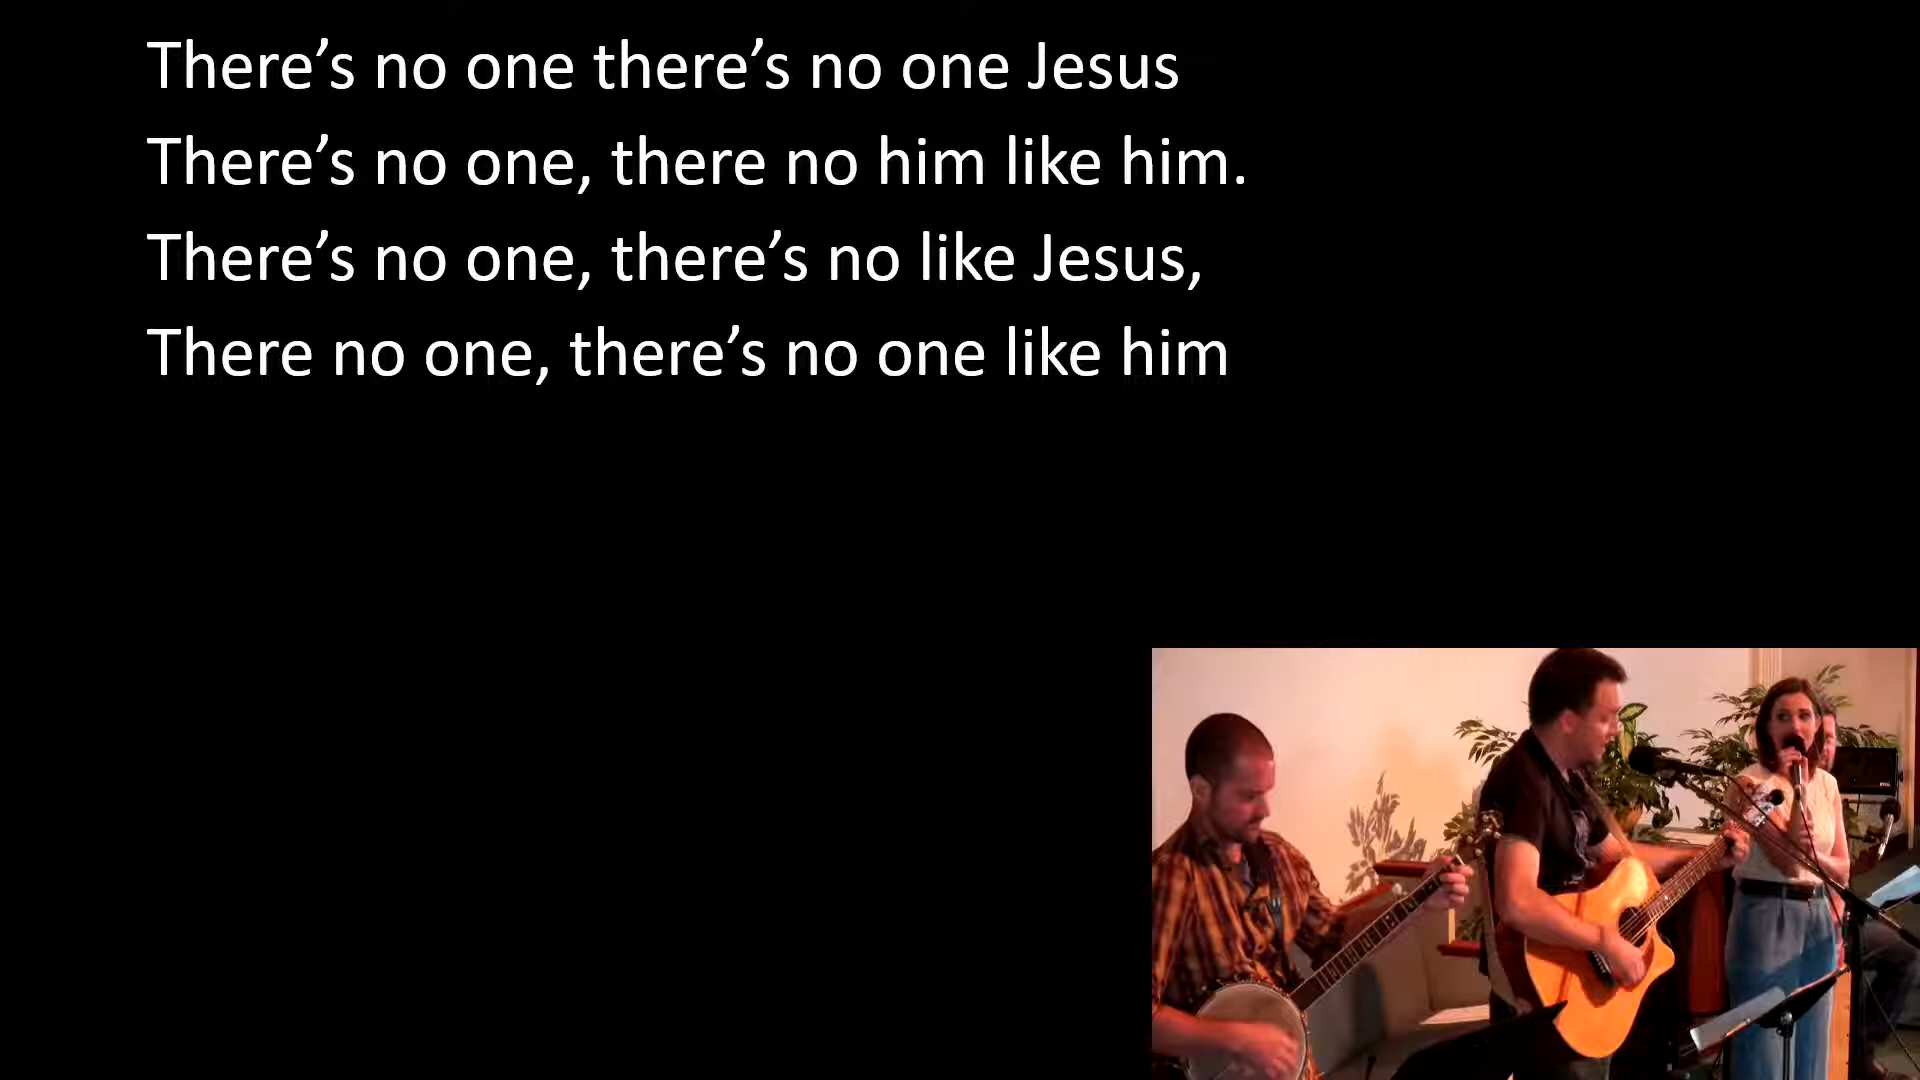 There’s no one there’s no one Jesus
There’s no one, there no him like him.
There’s no one, there’s no like Jesus,
There no one, there’s no one like him